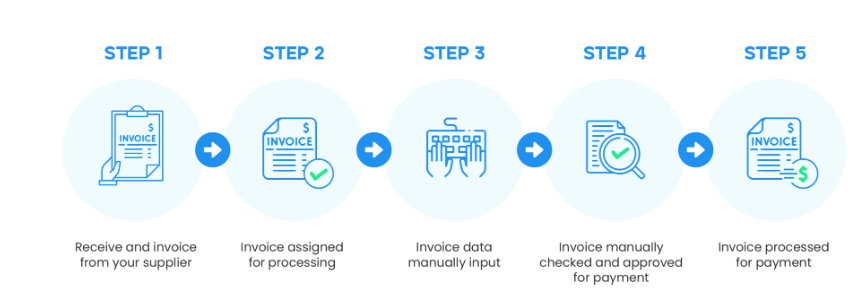 STEP 1
STEP 2
STEP 3
STEP 4
STEP 5
$
INVOICE
$
INVOICE
$
INVOICE
$
Receive and invoice
from your supplier
Invoice assigned
for processing
Invoice data
manually input
Invoice manually
checked and approved
for payment
Invoice processed
for payment